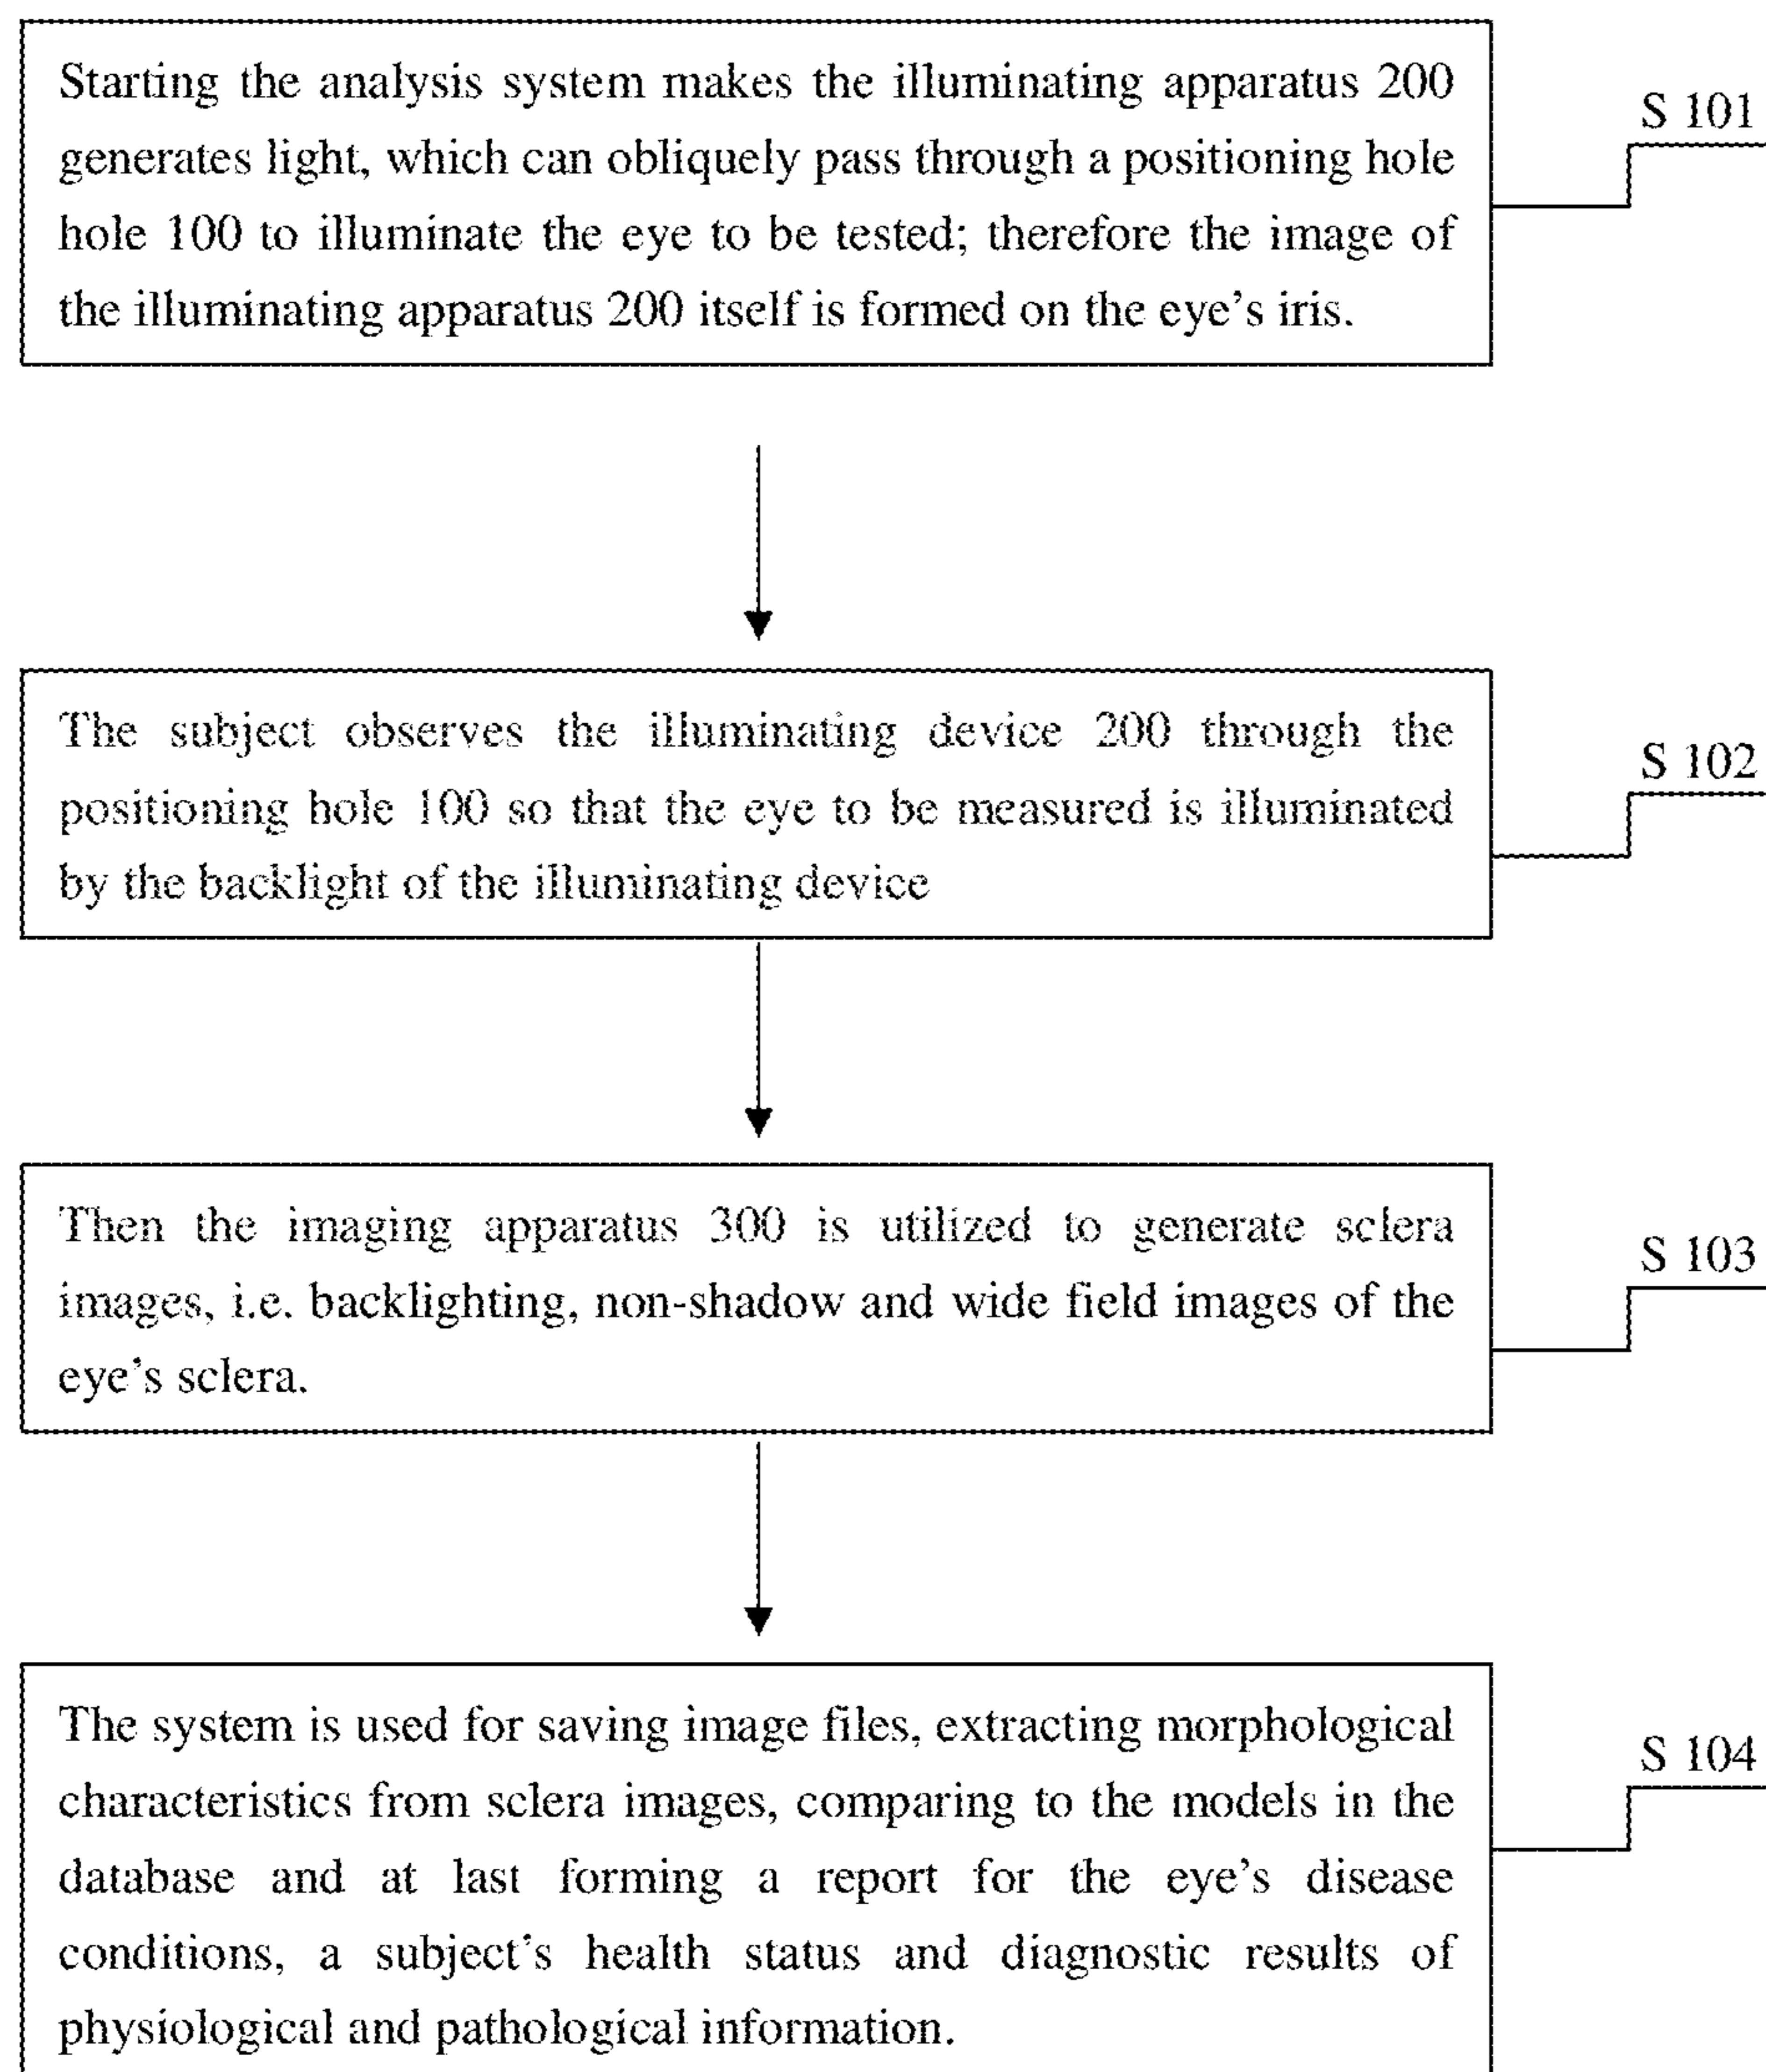 Starting the analysis system makes the illuminating apparatus 200
generates light, which can obliquely pass through a positioning hole
hole 100 to illuminate the eye to be tested; therefore the image of
the illuminating apparatus 200 itself is formed on the eye's iris.
S 101
The subject observes the illuminating device 200 through the
positioning hole 100 so that the eye to be measured is illuminated
by the backlight of the illuminating device
S 102
Then the imaging apparatus 300 is utilized to generate sclera
images, i.e. backlighting, non-shadow and wide field images of the
eye's sclera.
S 103
The system is used for saving image files, extracting morphological
characteristics from sclera images, comparing to the models in the
database and at last forming a report for the eye's disease
conditions, a subject's health status and diagnostic results of
physiological and pathological information.
S 104